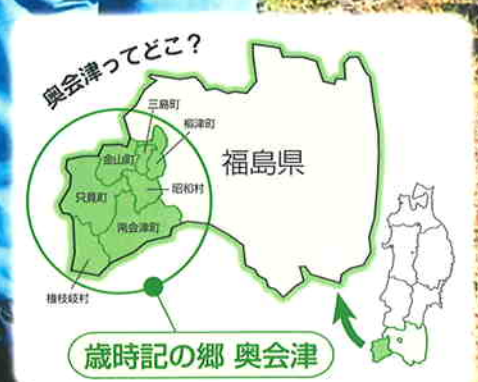 奥会津ってどこ？
三島町
柳津町
金山町
福島県
只見町
昭和村
南会津町
檜枝岐村
歳時記の郷 奥会津